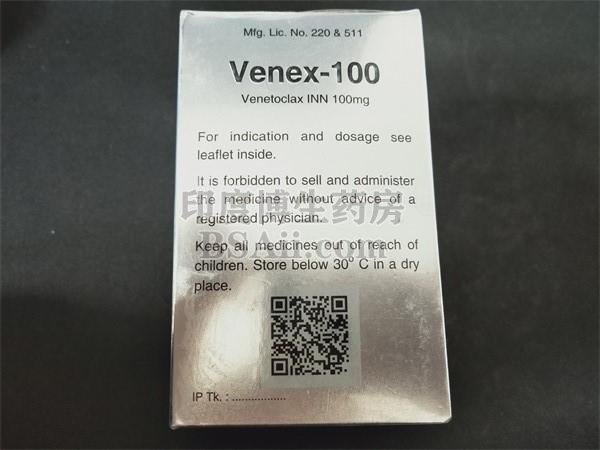 Mfg. Lic. No. 220 & 511
Venex-100
Venetoclax INN 100mg
For indication and dosage see
leaflet inside.
It is forbidden to sell and administer
the medicine without advice of a
registered physician.
印度博生药房
Keep all medicines out of reach of
BSAii.com
children. Store below 30° C in a dry
place.
IP Tk. : .................